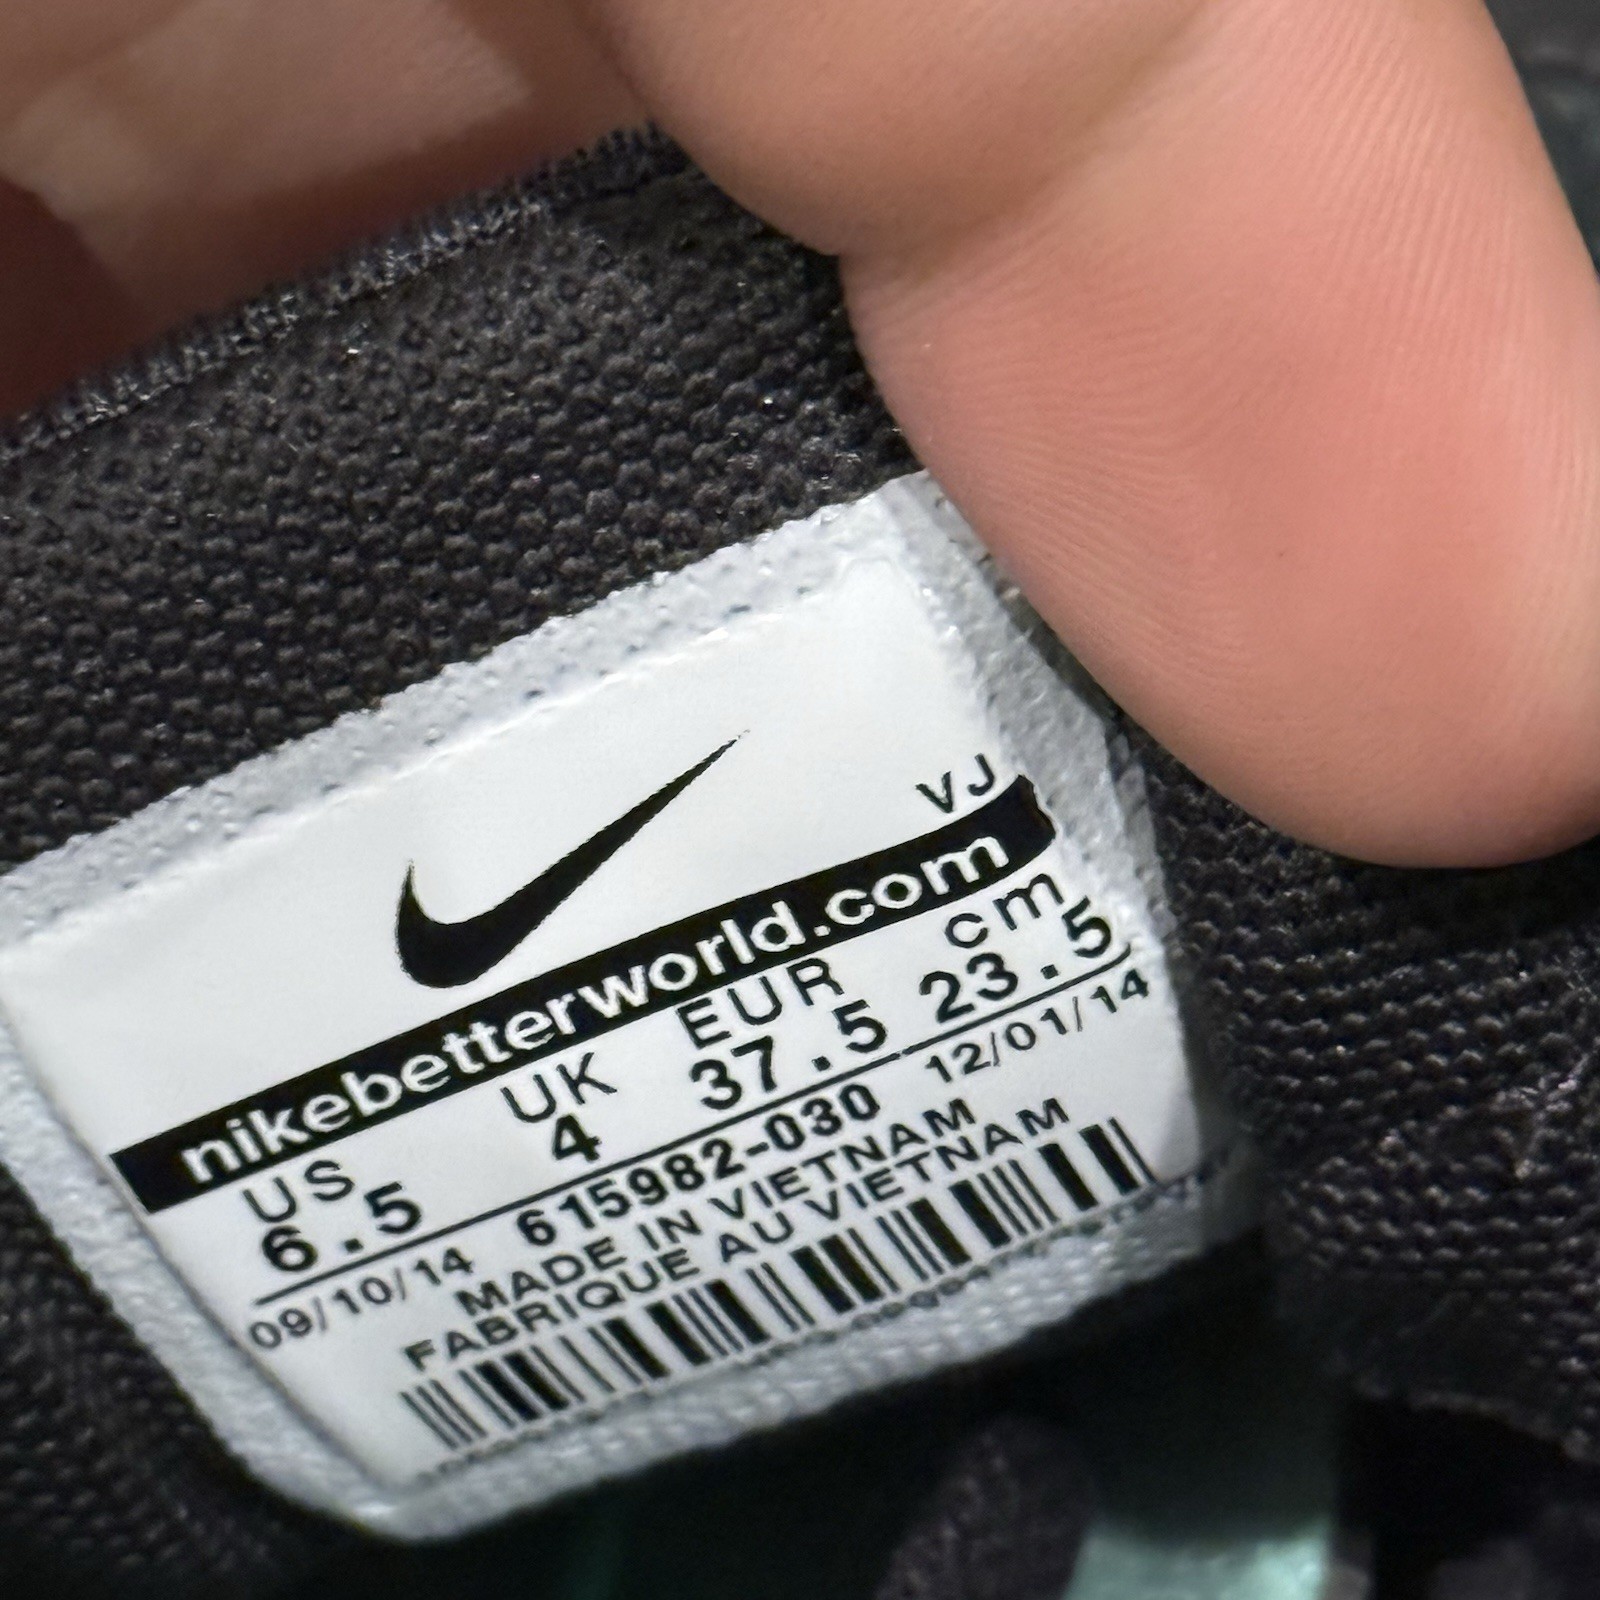 VJ
nikebetterworld.com
US UK EUR cm
6.5 4 37.5 23.5
09/10/14 615982-030 12/01/14
MADE IN VIETNAM
FABRIQUE AU VIETNAM